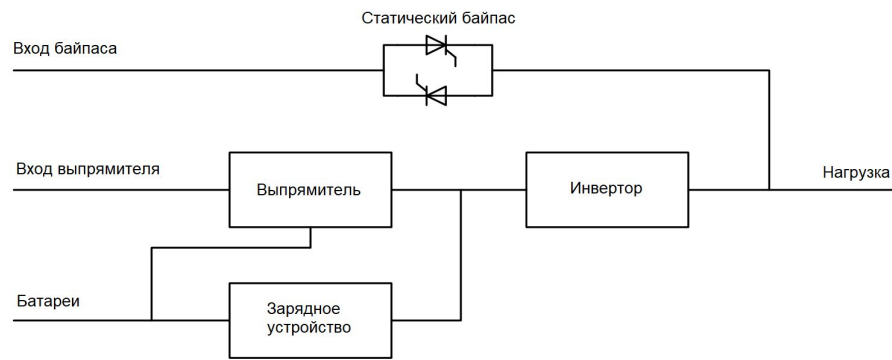 Статический байпас
Вход байпаса
Вход выпрямителя
Выпрямитель
Инвертор
Нагрузка
Батареи
Зарядное
устройство